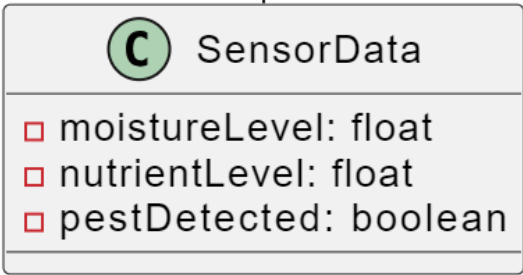 C SensorData
moistureLevel: float
nutrientLevel: float
pestDetected: boolean